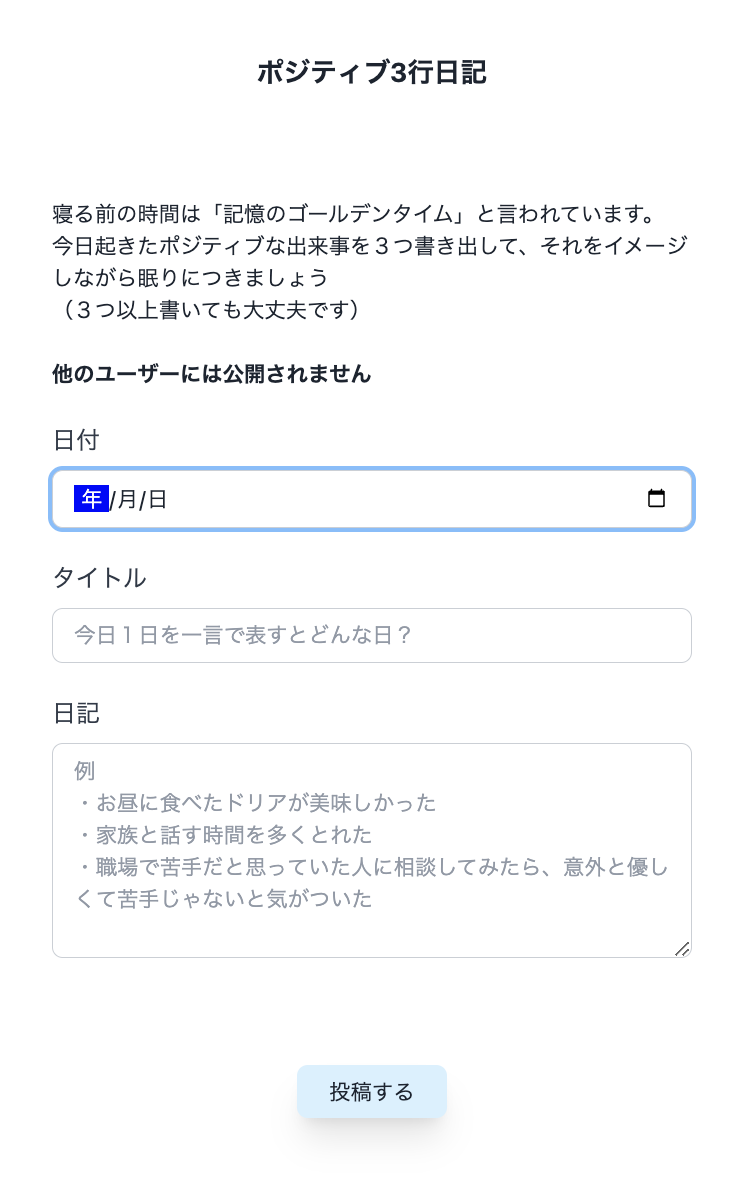 ポジティブ3行日記
寝る前の時間は「記憶のゴールデンタイム」と言われています。
今日起きたポジティブな出来事を３つ書き出して、それをイメージ
しながら眠りにつきましょう
（３つ以上書いても大丈夫です）
他のユーザーには公開されません
日付
年/月/日
タイトル
今日１日を一言で表すとどんな日？
日記
例
・お昼に食べたドリアが美味しかった
・家族と話す時間を多くとれた
・職場で苦手だと思っていた人に相談してみたら、意外と優し
くて苦手じゃないと気がついた
投稿する